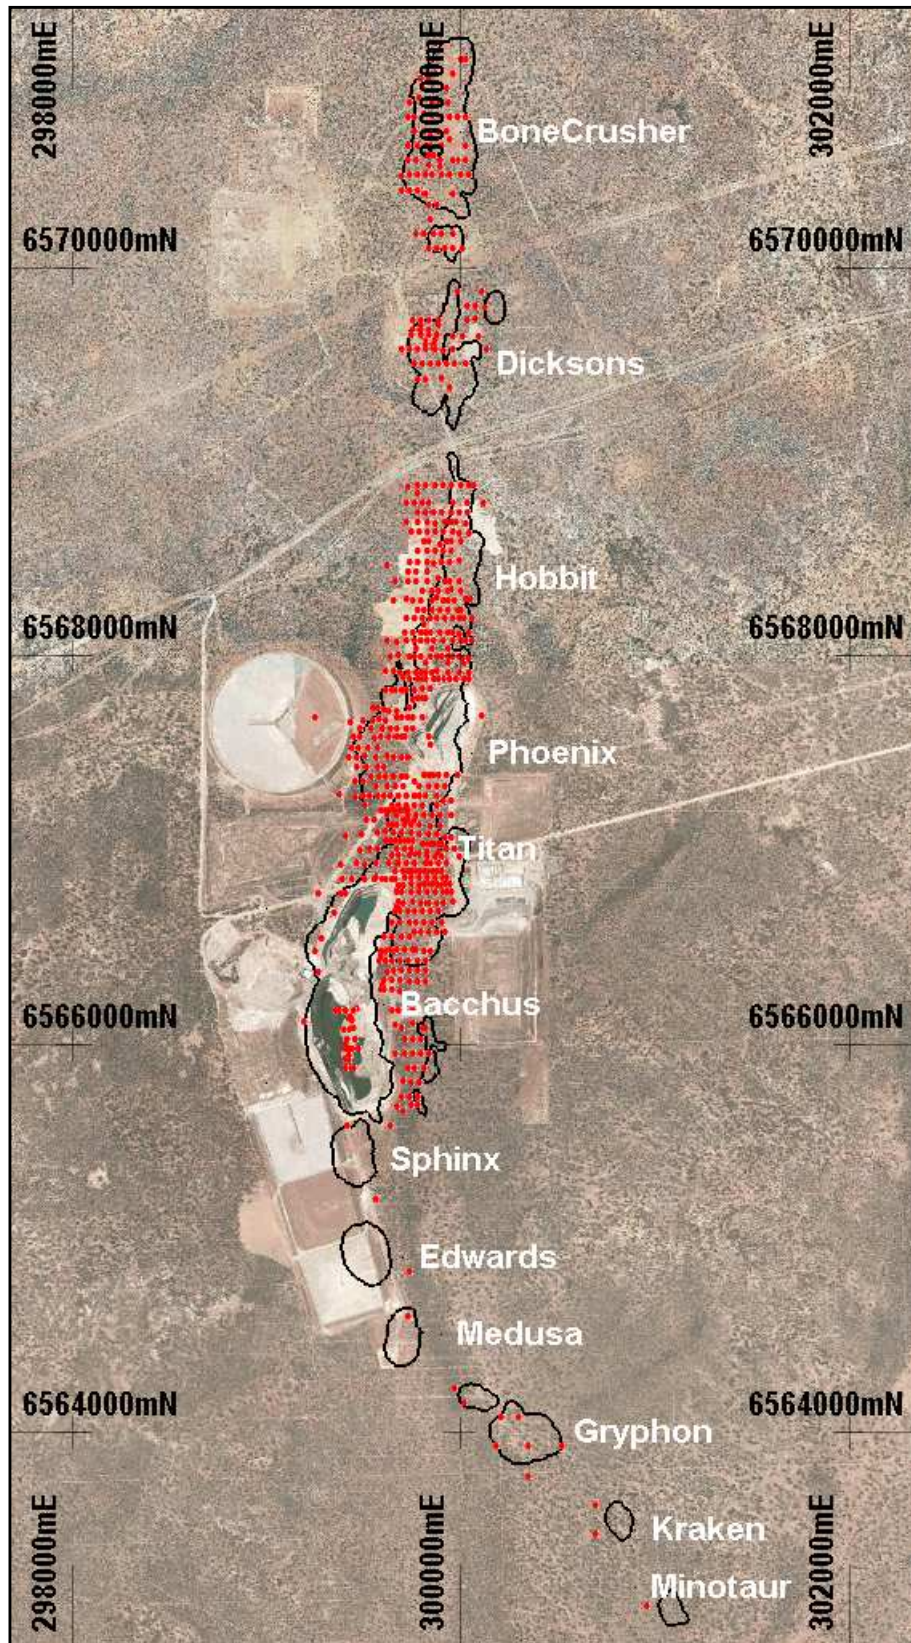 298000mE
300000mE
302000mE
BoneCrusher
6570000mN
6570000mN
Dicksons
Hobbit
6568000mN
6568000mN
Phoenix
Titan
Bacchus
6566000mN
6566000mN
Sphinx
Edwards
Medusa
6564000mN
6564000mN
Gryphon
Kraken
Minotaur
298000mE
300000mE
302000mE